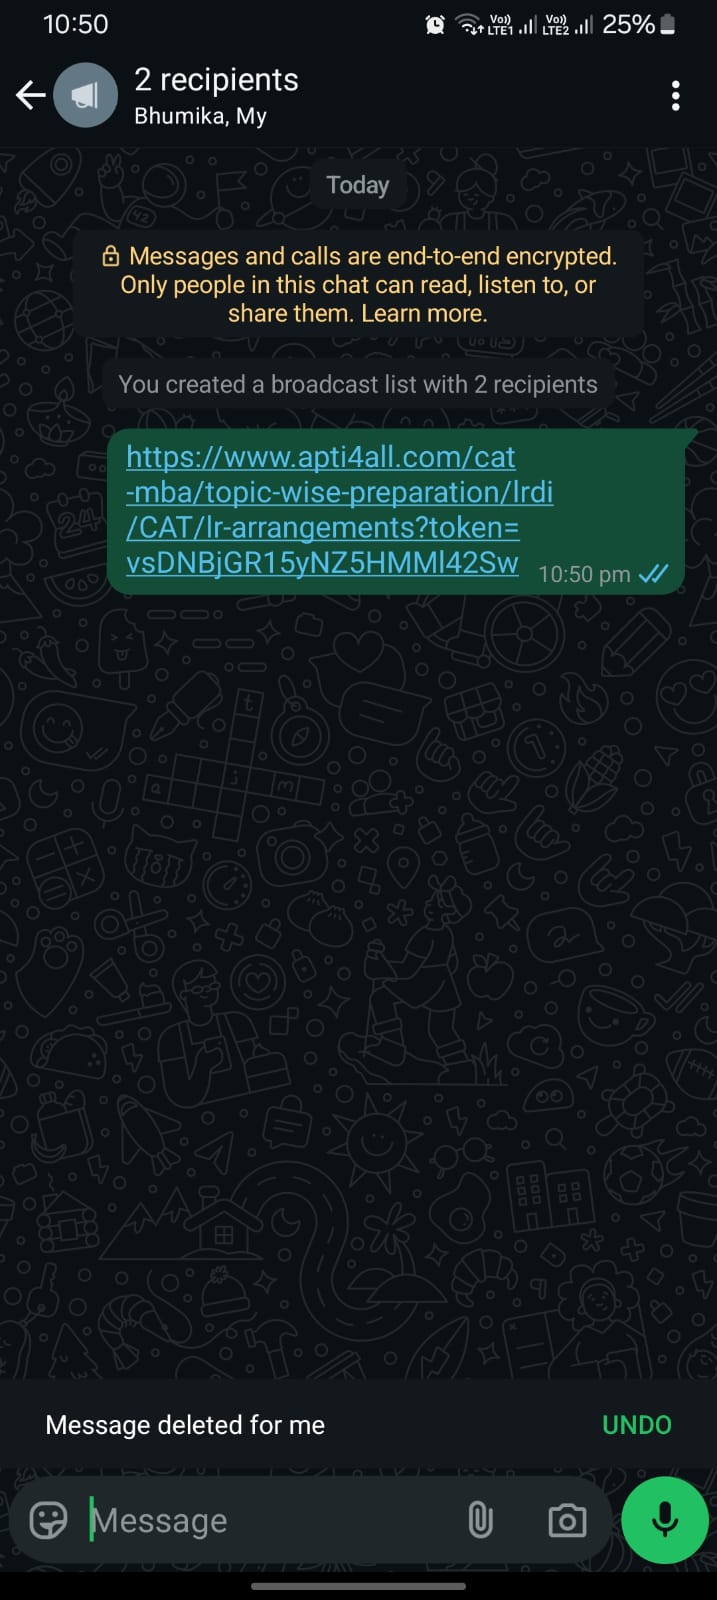 10:50
Vo)) LTE1 Vo)) LTE2 25%
2 recipients
Bhumika, My
Today
Messages and calls are end-to-end encrypted.
Only people in this chat can read, listen to, or
share them. Learn more.
You created a broadcast list with 2 recipients
https://www.apti4all.com/cat
-mba/topic-wise-preparation/lrdi
/CAT/lr-arrangements?token=
vsDNBjGR15yNZ5HMMl42Sw 10:50 pm
Message deleted for me UNDO
Message